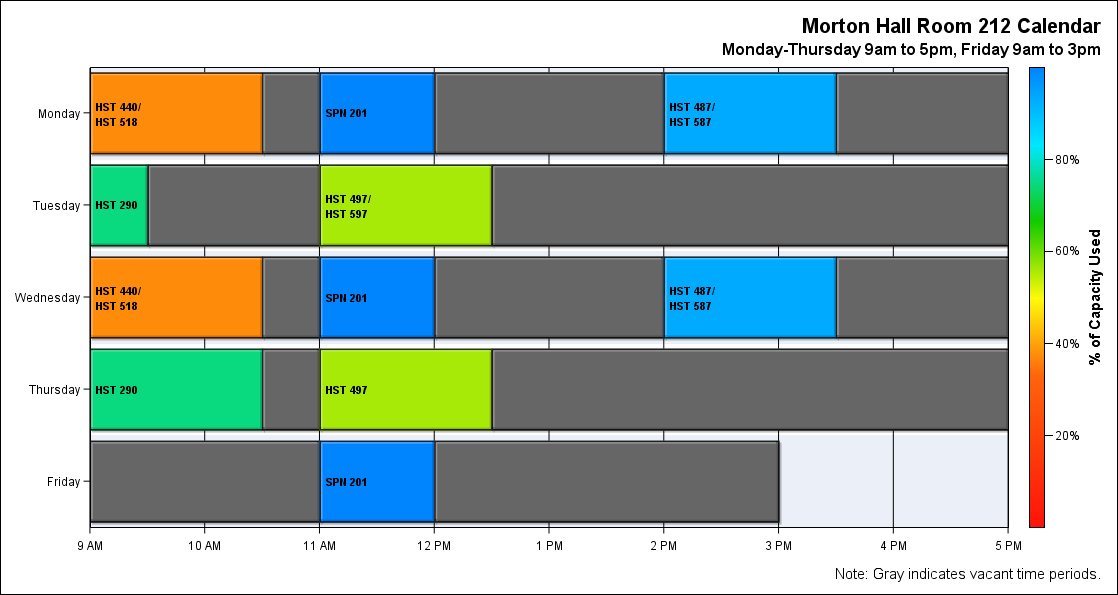 Morton Hall Room 212 Calendar
Monday-Thursday 9am to 5pm, Friday 9am to 3pm
Monday
HST 440/
HST 518
SPN 201
HST 487/
HST 587
Tuesday
HST 290
HST 497/
HST 597
Wednesday
HST 440/
HST 518
SPN 201
HST 487/
HST 587
Thursday
HST 290
HST 497
Friday
SPN 201
9 AM
10 AM
11 AM
12 PM
1 PM
2 PM
3 PM
4 PM
5 PM
80%
60%
40%
20%
% of Capacity Used
Note: Gray indicates vacant time periods.